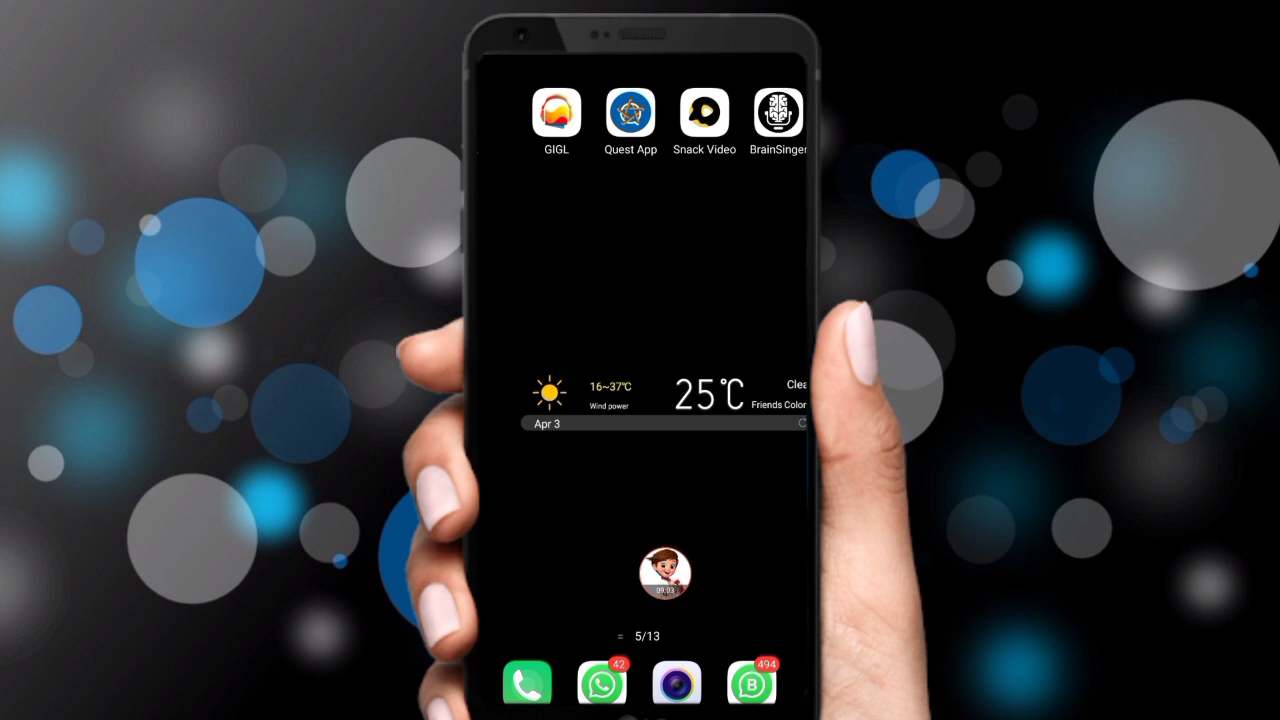 GIGL
Quest App
Snack Video
BrainSinger
16~37℃
Wind power
25℃
Clea
Friends Color
Apr 3
09:03
5/13
42
494
B